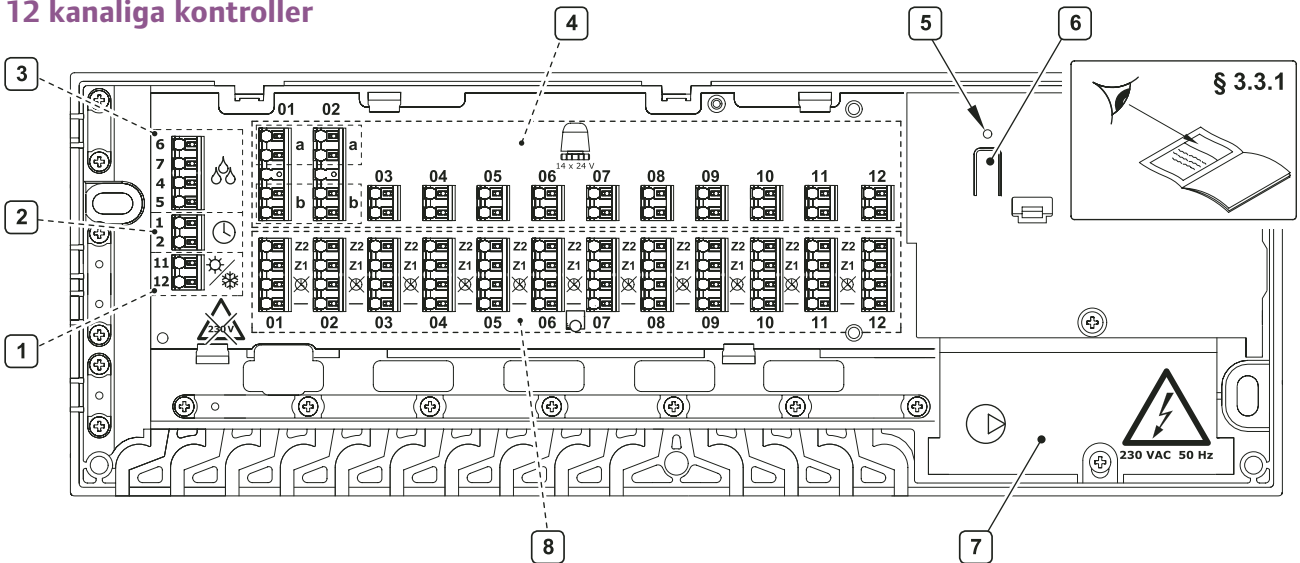 12 kanaliga kontroller
4
5
6
3
§ 3.3.1
01 02
6
7
4
5
a a
14 x 24 V
b b
03 04 05 06 07 08 09 10 11 12
2
1
2
11
12
Z2 Z2 Z2 Z2 Z2 Z2 Z2 Z2 Z2 Z2 Z2
Z1 Z1 Z1 Z1 Z1 Z1 Z1 Z1 Z1 Z1 Z1
230 V
01 02 03 04 05 06 07 08 09 10 11 12
1
230 VAC 50 Hz
8
7